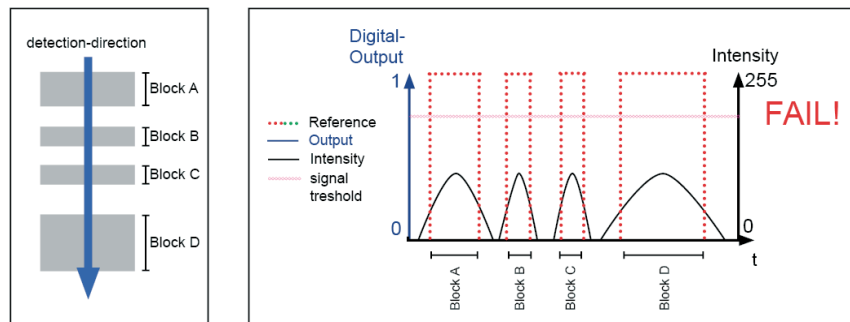 detection-direction
Block A
Block B
Block C
Block D
Digital-
Output
1
0
Reference
Output
Intensity
signal
treshold
Intensity
255
FAIL!
0
t
Block A
Block B
Block C
Block D